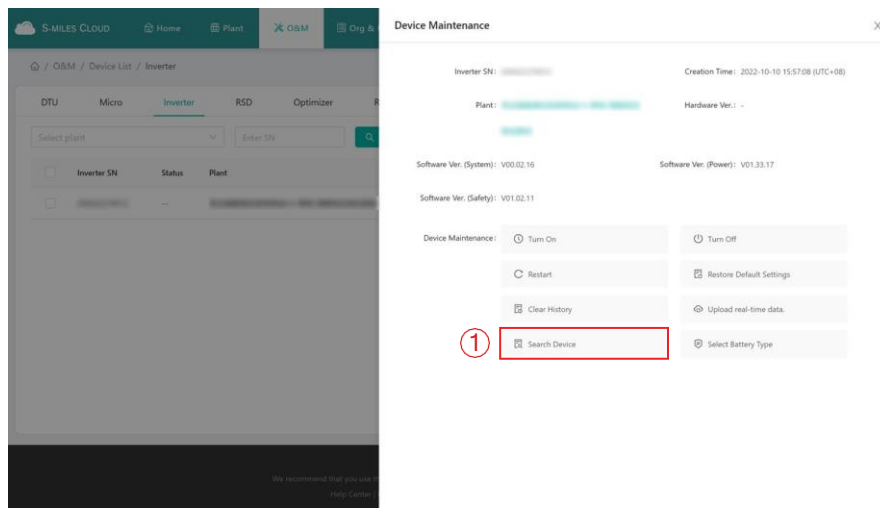 S-MILES CLOUD
Home
Plant
O&M
Org &
/ O&M / Device List / Inverter
DTU Micro Inverter RSD Optimizer R
Select plant
Enter SN
Inverter SN Status Plant
--
We recommend that you use th
Help Center |
Device Maintenance X
Inverter SN:
Creation Time: 2022-10-10 15:57:08 (UTC+08)
Plant:
Hardware Ver.: -
Software Ver. (System): V00.02.16
Software Ver. (Power): V01.33.17
Software Ver. (Safety): V01.02.11
Device Maintenance:
Turn On
Turn Off
Restart
Restore Default Settings
Clear History
Upload real-time data.
① Search Device
Select Battery Type